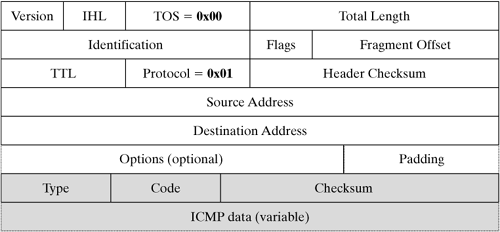 Version IHL TOS = 0x00 Total Length
Identification Flags Fragment Offset
TTL Protocol = 0x01 Header Checksum
Source Address
Destination Address
Options (optional) Padding
Type Code Checksum
ICMP data (variable)